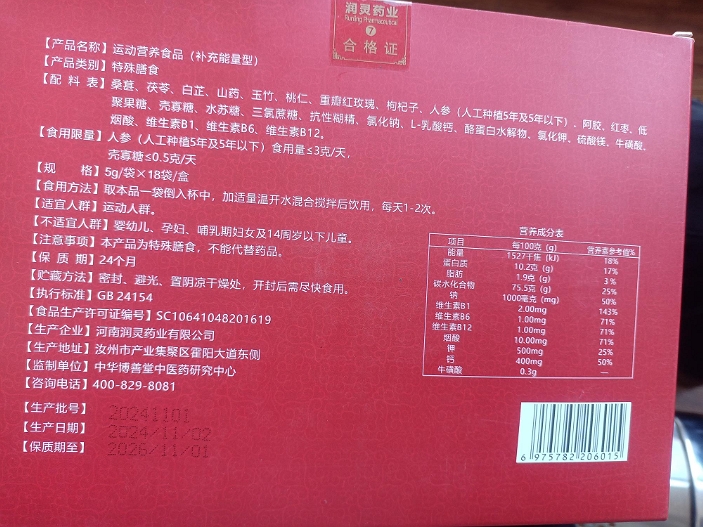 润灵药业
Runling Pharmaceutical
7
合格证
【产品名称】运动营养食品（补充能量型）
【产品类别】特殊膳食
【配 料 表】桑葚、茯苓、白芷、山药、玉竹、桃仁、重瓣红玫瑰、枸杞子、人参（人工种植5年及5年以下）、阿胶、红枣、低
聚果糖、壳寡糖、水苏糖、三氯蔗糖、抗性糊精、氯化钠、L-乳酸钙、酪蛋白水解物、氯化钾、硫酸镁、牛磺酸、
烟酸、维生素B1、维生素B6、维生素B12。
【食用限量】人参（人工种植5年及5年以下）食用量≤3克/天，
壳寡糖≤0.5克/天
【规 格】5g/袋×18袋/盒
【食用方法】取本品一袋倒入杯中，加适量温开水混合搅拌后饮用，每天1-2次。
【适宜人群】运动人群。
【不适宜人群】婴幼儿、孕妇、哺乳期妇女及14周岁以下儿童。
【注意事项】本产品为特殊膳食，不能代替药品。
【保 质 期】24个月
【贮藏方法】密封、避光、置阴凉干燥处，开封后需尽快食用。
【执行标准】GB 24154
【食品生产许可证编号】SC10641048201619
【生产企业】河南润灵药业有限公司
【生产地址】汝州市产业集聚区霍阳大道东侧
【监制单位】中华博善堂中医药研究中心
【咨询电话】400-829-8081
【生产批号】20241101
【生产日期】2024/11/02
【保质期至】2026/11/01
营养成分表
项目 每100克（g） 营养素参考值%
能量 1527千焦（kJ） 18%
蛋白质 10.2克（g） 17%
脂肪 1.9克（g） 3%
碳水化合物 75.5克（g） 25%
钠 1000毫克（mg） 50%
维生素B1 2.00mg 143%
维生素B6 1.00mg 71%
维生素B12 1.00mg 71%
烟酸 10.00mg 71%
钾 500mg 25%
钙 400mg 50%
牛磺酸 0.3g —
6 975782 206015